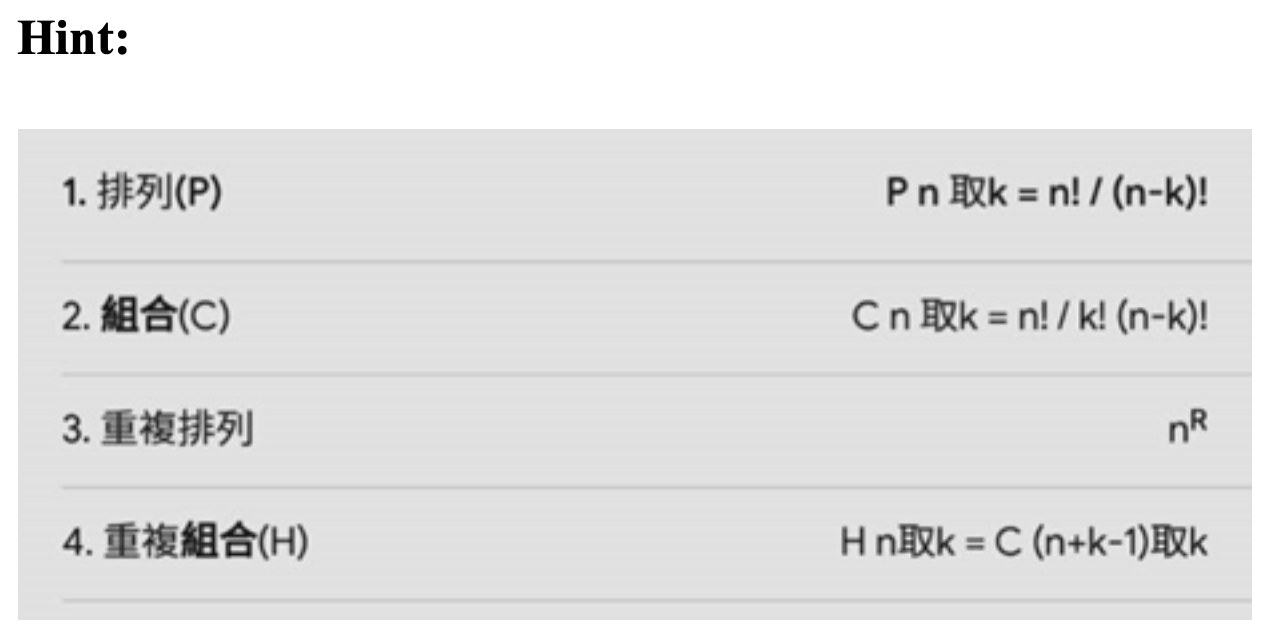 Hint:
1. 排列(P) P n 取k = n! / (n-k)!
2. 組合(C) C n 取k = n! / k! (n-k)!
3. 重複排列 nᴿ
4. 重複組合(H) H n取k = C (n+k-1)取k